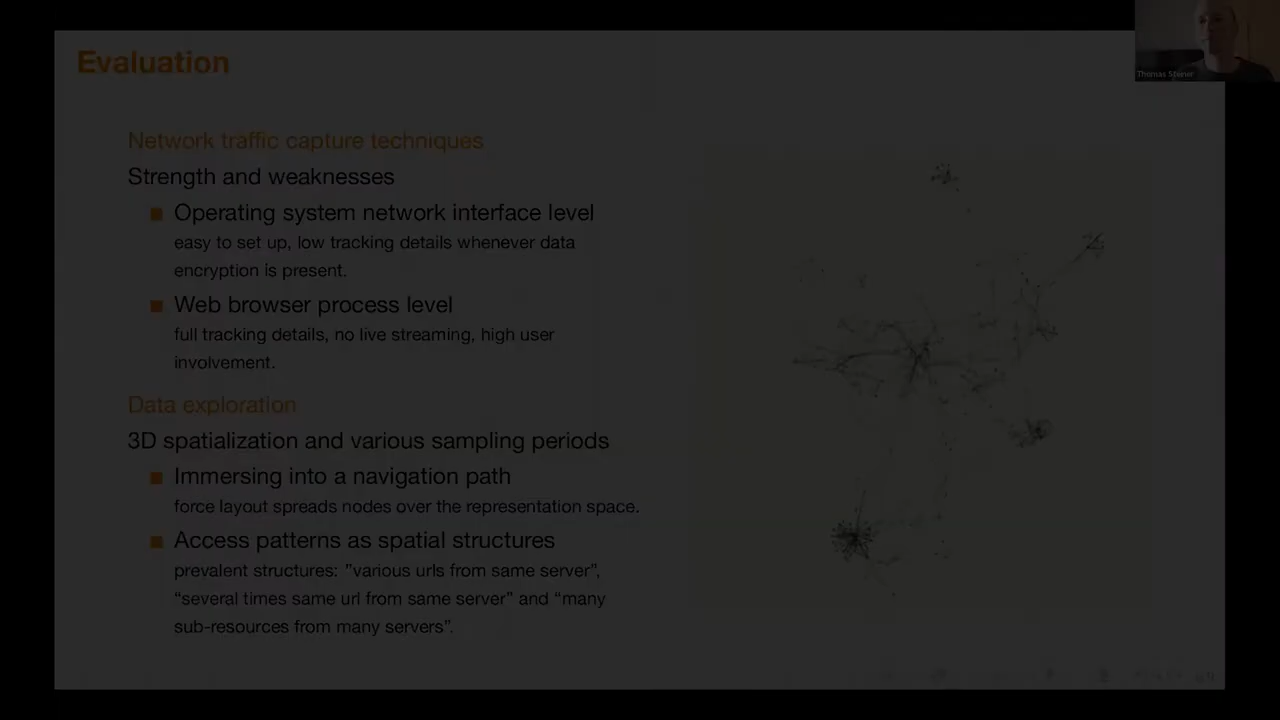 Evaluation
Thomas Steiner
Network traffic capture techniques
Strength and weaknesses
Operating system network interface level
easy to set up, low tracking details whenever data
encryption is present.
Web browser process level
full tracking details, no live streaming, high user
involvement.
Data exploration
3D spatialization and various sampling periods
Immersing into a navigation path
force layout spreads nodes over the representation space.
Access patterns as spatial structures
prevalent structures: ”various urls from same server”,
“several times same url from same server” and “many
sub-resources from many servers”.